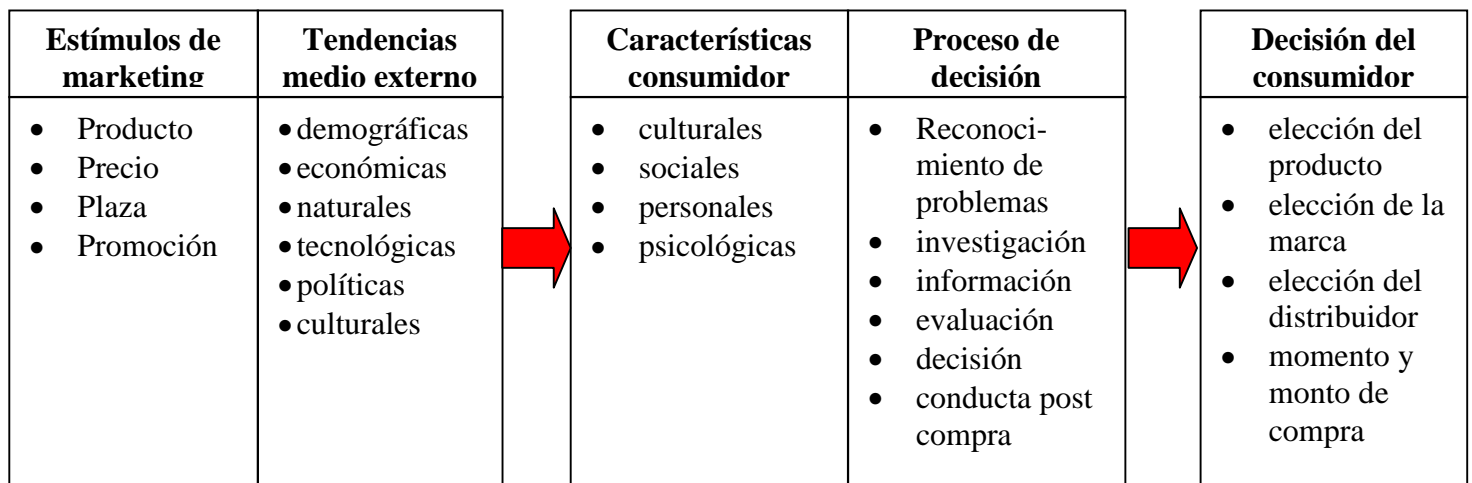 Estímulos de
marketing
• Producto
• Precio
• Plaza
• Promoción
Tendencias
medio externo
• demográficas
• económicas
• naturales
• tecnológicas
• políticas
• culturales
Características
consumidor
• culturales
• sociales
• personales
• psicológicas
Proceso de
decisión
• Reconoci-
miento de
problemas
• investigación
• información
• evaluación
• decisión
• conducta post
compra
Decisión del
consumidor
• elección del
producto
• elección de la
marca
• elección del
distribuidor
• momento y
monto de
compra